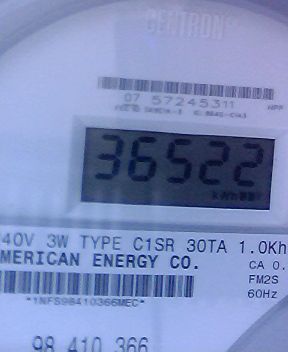 CENTRON
07 57245311
36522
40V 3W TYPE C1SR 30TA 1.0Kh
MERICAN ENERGY CO.
CA 0.
FM2S
60Hz
*1NFS98410366MEC*
98 410 366